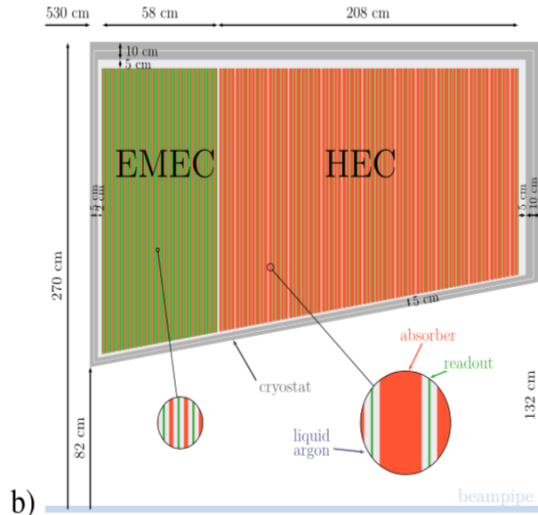 530 cm 58 cm 208 cm
10 cm
5 cm
EMEC HEC
5 cm
2 cm
5 cm
10 cm
270 cm
5 cm
absorber
readout
cryostat
82 cm
132 cm
liquid
argon
b)
beampipe